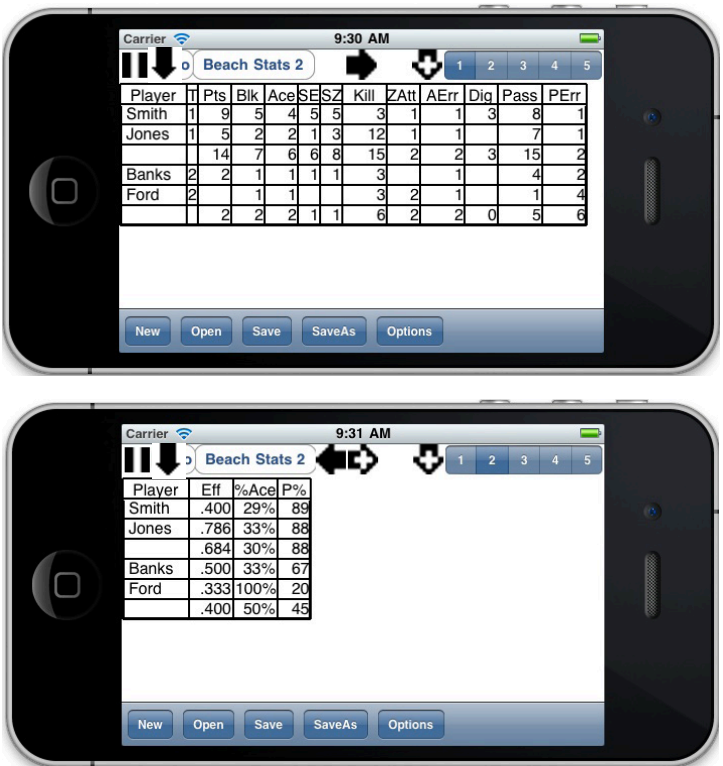 Carrier 9:30 AM
o Beach Stats 2 1 2 3 4 5
Player T Pts Blk Ace SE SZ Kill ZAtt AErr Dig Pass PErr
Smith 1 9 5 4 5 5 3 1 1 3 8 1
Jones 1 5 2 2 1 3 12 1 1 7 1
14 7 6 6 8 15 2 2 3 15 2
Banks 2 2 1 1 1 1 3 1 4 2
Ford 2 1 1 3 2 1 1 4
2 2 2 1 1 6 2 2 0 5 6
New Open Save SaveAs Options
Carrier 9:31 AM
o Beach Stats 2 1 2 3 4 5
Player Eff %Ace P%
Smith .400 29% 89
Jones .786 33% 88
.684 30% 88
Banks .500 33% 67
Ford .333 100% 20
.400 50% 45
New Open Save SaveAs Options